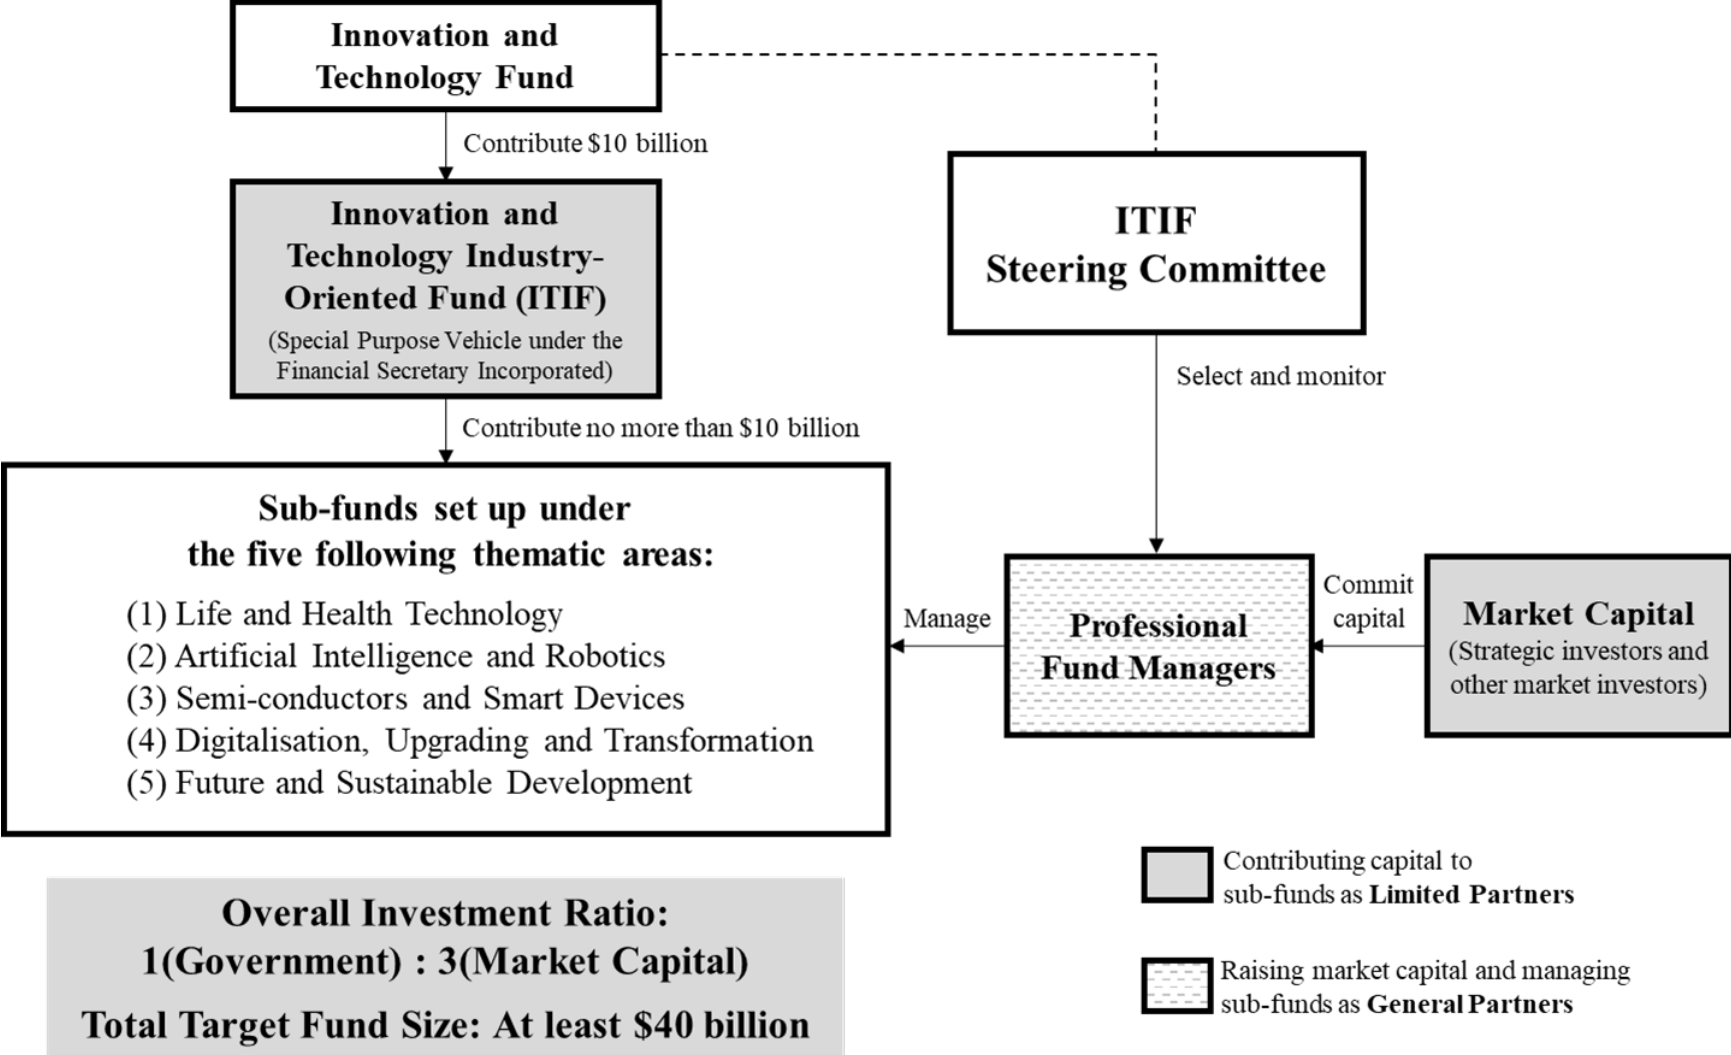 Innovation and
Technology Fund
Contribute $10 billion
Innovation and
Technology Industry-
Oriented Fund (ITIF)
(Special Purpose Vehicle under the
Financial Secretary Incorporated)
ITIF
Steering Committee
Select and monitor
Contribute no more than $10 billion
Sub-funds set up under
the five following thematic areas:
(1) Life and Health Technology
(2) Artificial Intelligence and Robotics
(3) Semi-conductors and Smart Devices
(4) Digitalisation, Upgrading and Transformation
(5) Future and Sustainable Development
Manage
Professional
Fund Managers
Commit
capital
Market Capital
(Strategic investors and
other market investors)
Overall Investment Ratio:
1(Government) : 3(Market Capital)
Total Target Fund Size: At least $40 billion
Contributing capital to
sub-funds as Limited Partners
Raising market capital and managing
sub-funds as General Partners